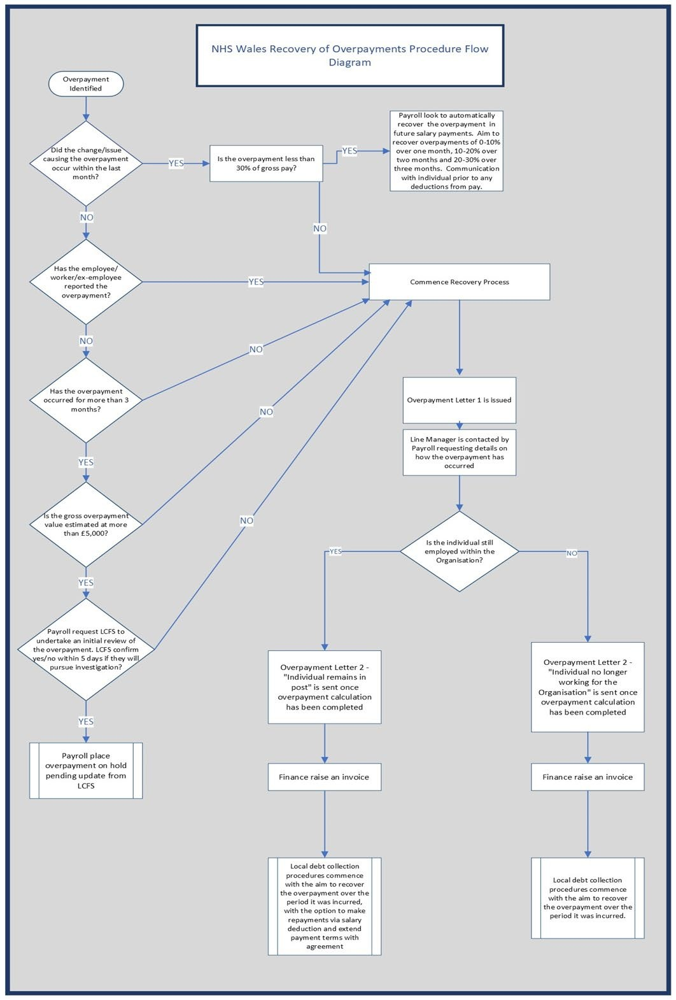 NHS Wales Recovery of Overpayments Procedure Flow
Diagram
Overpayment
Identified
Did the change/issue
causing the overpayment
occur within the last
month?
YES
Is the overpayment less than
30% of gross pay?
YES
Payroll look to automatically
recover the overpayment in
future salary payments. Aim to
recover overpayments of 0-10%
over one month, 10-20% over
two months and 20-30% over
three months. Communication
with individual prior to any
deductions from pay.
NO
NO
Has the employee/
worker/ex-employee
reported the
overpayment?
YES
Commence Recovery Process
NO
Has the overpayment
occurred for more than 3
months?
NO
YES
Is the gross overpayment
value estimated at more
than £5,000?
NO
YES
Payroll request LCFS to
undertake an initial review of
the overpayment. LCFS confirm
yes/no within 5 days if they will
pursue investigation?
NO
YES
Payroll place
overpayment on hold
pending update from
LCFS
Overpayment Letter 1 is issued
Line Manager is contacted by
Payroll requesting details on
how the overpayment has
occurred
Is the individual still
employed within the
Organisation?
YES
NO
Overpayment Letter 2 -
"Individual remains in
post" is sent once
overpayment calculation
has been completed
Finance raise an invoice
Local debt collection
procedures commence
with the aim to recover
the overpayment over the
period it was incurred,
with the option to make
repayments via salary
deduction and extend
payment terms with
agreement
Overpayment Letter 2 -
"Individual no longer
working for the
Organisation" is sent once
overpayment calculation
has been completed
Finance raise an invoice
Local debt collection
procedures commence
with the aim to recover
the overpayment over the
period it was incurred.